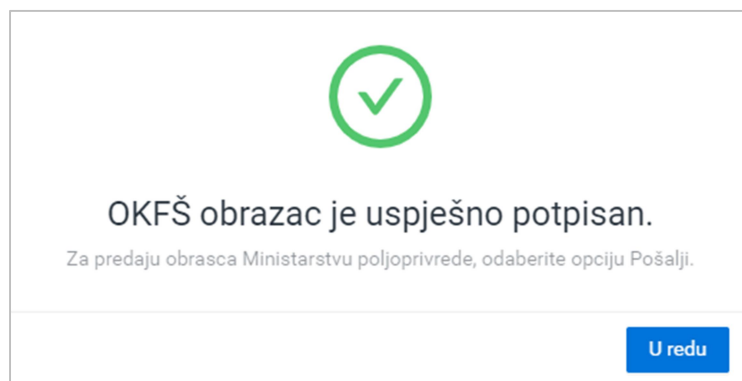 OKFŠ obrazac je uspješno potpisan.
Za predaju obrasca Ministarstvu poljoprivrede, odaberite opciju Pošalji.
U redu